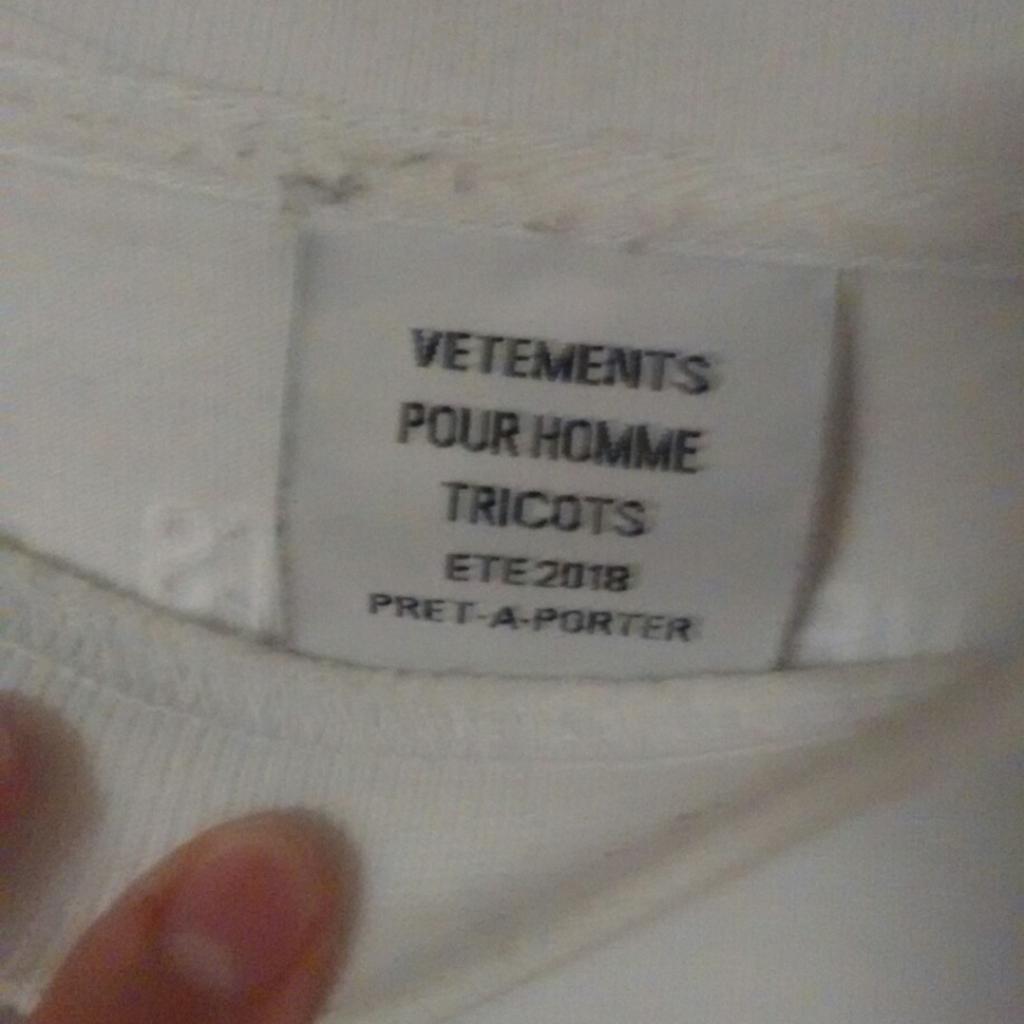 VETEMENTS
POUR HOMME
TRICOTS
ETE 2018
PRET-A-PORTER